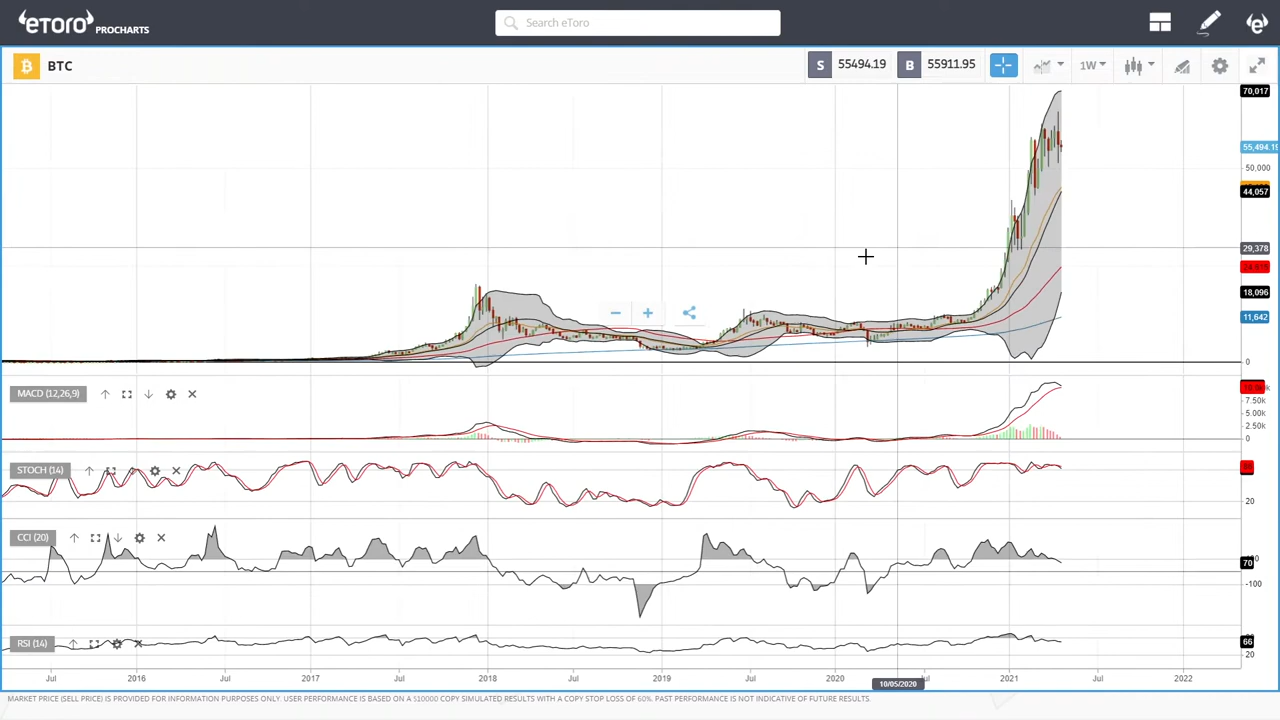 eToro PROCHARTS
Search eToro
BTC
S 55494.19 B 55911.95
1W
70,017
55,494.19
50,000
44,057
29,378
18,096
11,642
0
MACD (12,26,9)
7.50k
5.00k
2.50k
0
STOCH (14)
20
CCI (20)
70
-100
RSI (14)
66
20
Jul 2016 Jul 2017 Jul 2018 Jul 2019 Jul 2020 Jul 2021 Jul 2022
10/05/2020
MARKET PRICE (SELL PRICE) IS PROVIDED FOR INFORMATION PURPOSES ONLY. USER PERFORMANCE IS BASED ON A $10000 COPY SIMULATED RESULTS WITH A COPY STOP LOSS OF 60%. PAST PERFORMANCE IS NOT INDICATIVE OF FUTURE RESULTS.